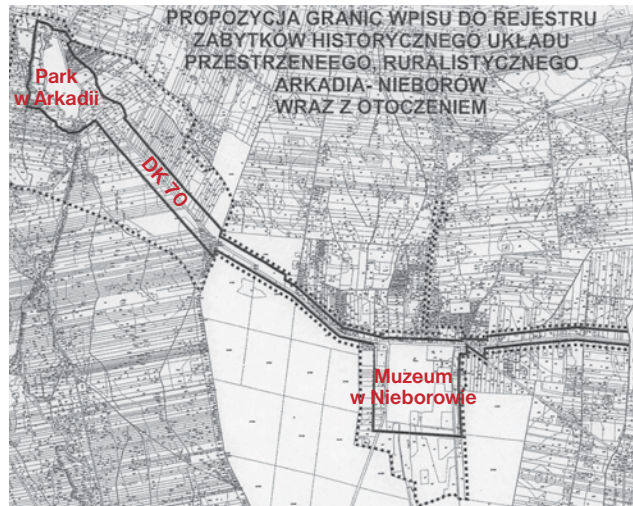 PROPOZYCJA GRANIC WPISU DO REJESTRU
ZABYTKÓW HISTORYCZNEGO UKŁADU
PRZESTRZENEEGO, RURALISTYCZNEGO
ARKADIA- NIEBORÓW
WRAZ Z OTOCZENIEM
Park
w Arkadii
DK 70
Muzeum
w Nieborowie